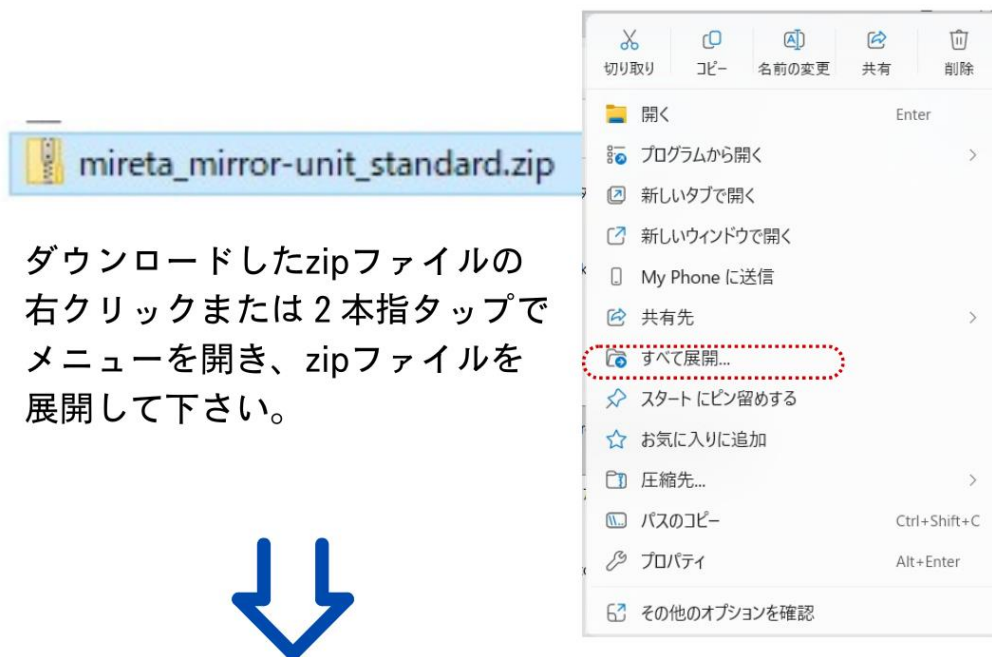 mireta_mirror-unit_standard.zip
ダウンロードしたzipファイルの
右クリックまたは2本指タップで
メニューを開き、zipファイルを
展開して下さい。
切り取り コピー 名前の変更 共有 削除
開く Enter
プログラムから開く
新しいタブで開く
新しいウィンドウで開く
My Phone に送信
共有先
すべて展開...
スタート にピン留めする
お気に入りに追加
圧縮先...
パスのコピー Ctrl+Shift+C
プロパティ Alt+Enter
その他のオプションを確認